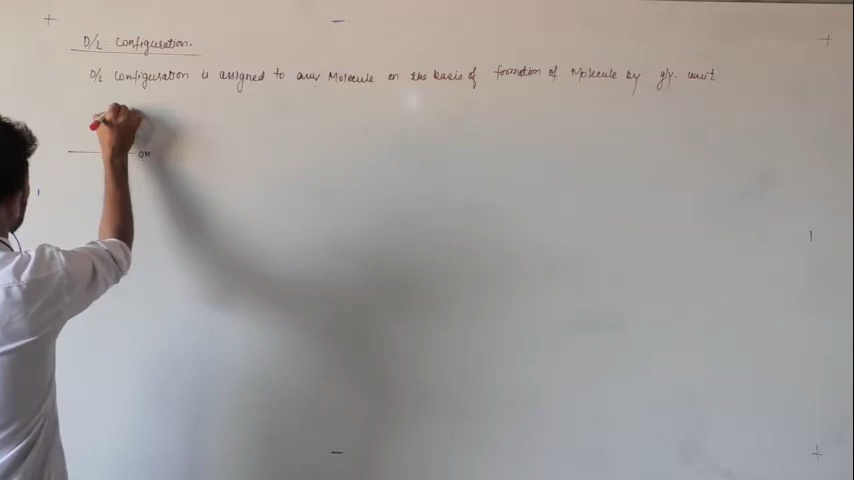 D/L Configuration.
D/L Configuration is assigned to any Molecule on the basis of formation of Molecule by gly. unit
OH